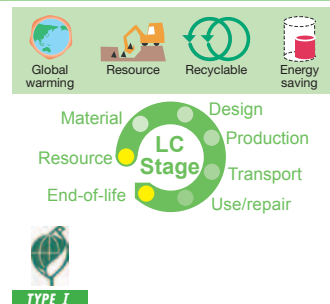 Global warming
Resource
Recyclable
Energy saving
Material
Design
Production
Resource
LC Stage
Transport
End-of-life
Use/repair
TYPE I